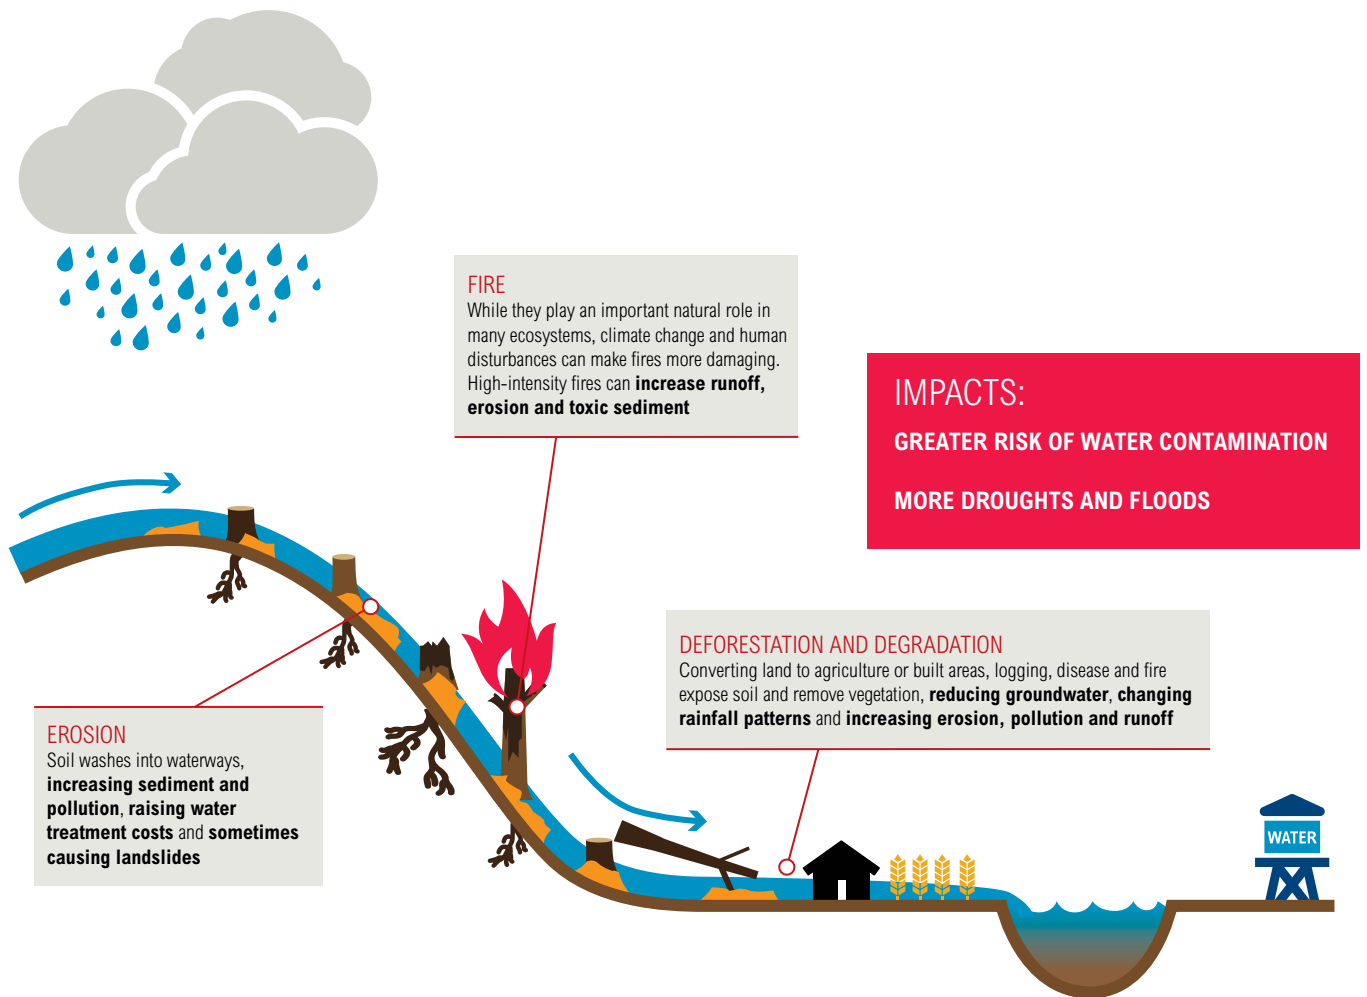 FIRE
While they play an important natural role in
many ecosystems, climate change and human
disturbances can make fires more damaging.
High-intensity fires can increase runoff,
erosion and toxic sediment
IMPACTS:
GREATER RISK OF WATER CONTAMINATION
MORE DROUGHTS AND FLOODS
DEFORESTATION AND DEGRADATION
Converting land to agriculture or built areas, logging, disease and fire
expose soil and remove vegetation, reducing groundwater, changing
rainfall patterns and increasing erosion, pollution and runoff
EROSION
Soil washes into waterways,
increasing sediment and
pollution, raising water
treatment costs and sometimes
causing landslides
WATER